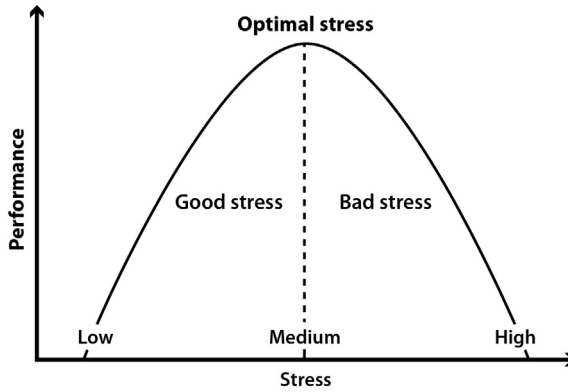 Optimal stress
Performance
Good stress
Bad stress
Low
Medium
High
Stress